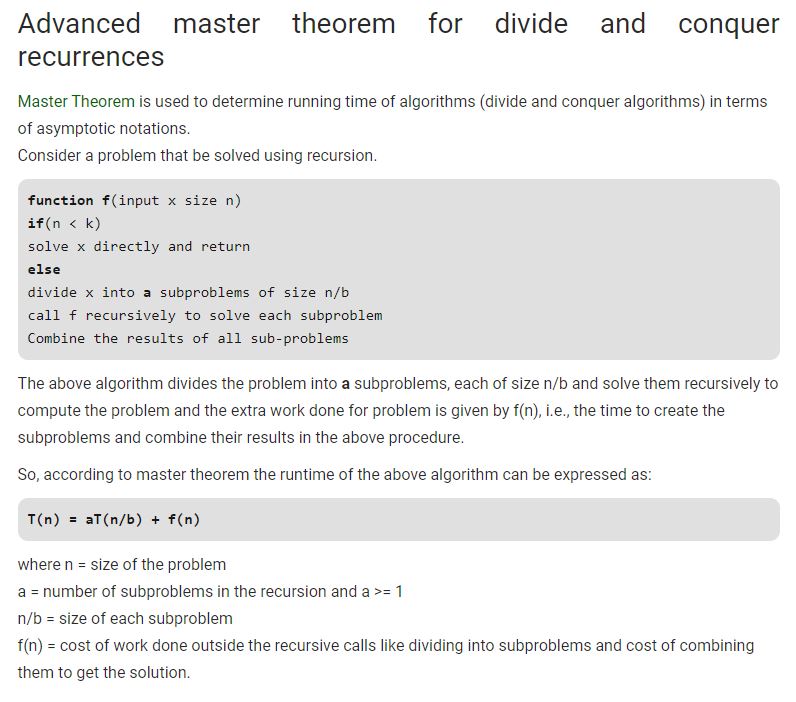 Advanced master theorem for divide and conquer
recurrences
Master Theorem is used to determine running time of algorithms (divide and conquer algorithms) in terms
of asymptotic notations.
Consider a problem that be solved using recursion.
function f(input x size n)
if(n < k)
solve x directly and return
else
divide x into a subproblems of size n/b
call f recursively to solve each subproblem
Combine the results of all sub-problems
The above algorithm divides the problem into a subproblems, each of size n/b and solve them recursively to
compute the problem and the extra work done for problem is given by f(n), i.e., the time to create the
subproblems and combine their results in the above procedure.
So, according to master theorem the runtime of the above algorithm can be expressed as:
T(n) = aT(n/b) + f(n)
where n = size of the problem
a = number of subproblems in the recursion and a >= 1
n/b = size of each subproblem
f(n) = cost of work done outside the recursive calls like dividing into subproblems and cost of combining
them to get the solution.